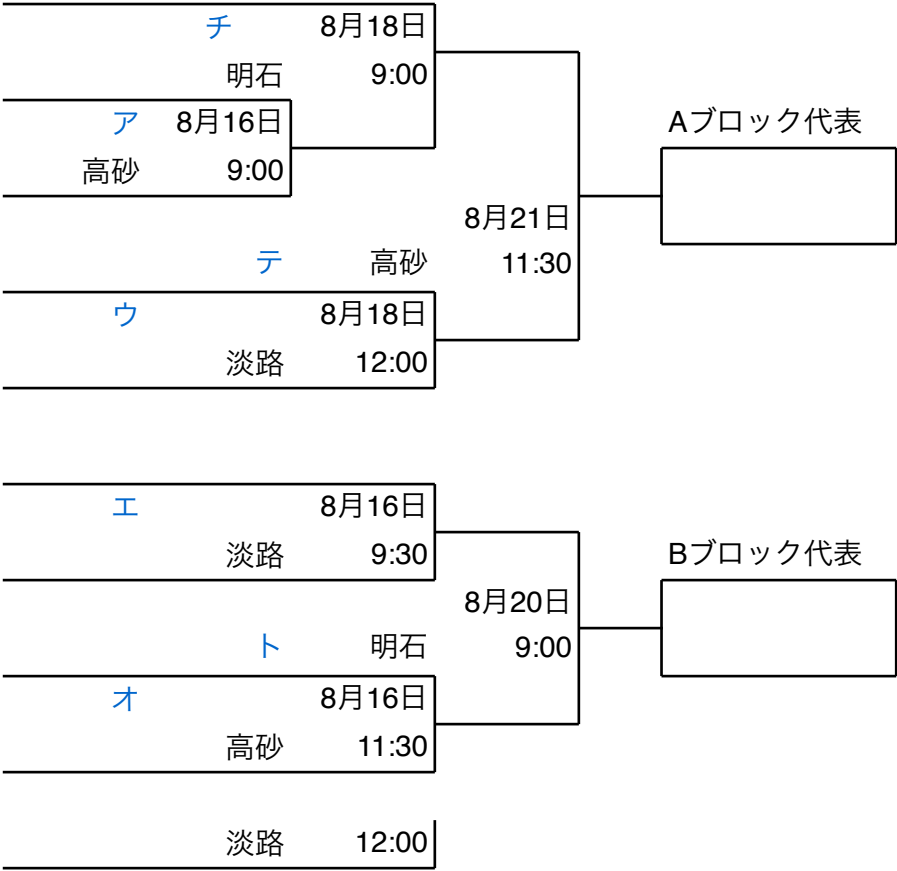 チ 8月18日
明石 9:00
ア 8月16日 Aブロック代表
高砂 9:00
8月21日
テ 高砂 11:30
ウ 8月18日
淡路 12:00
エ 8月16日
淡路 9:30 Bブロック代表
8月20日
ト 明石 9:00
オ 8月16日
高砂 11:30
淡路 12:00